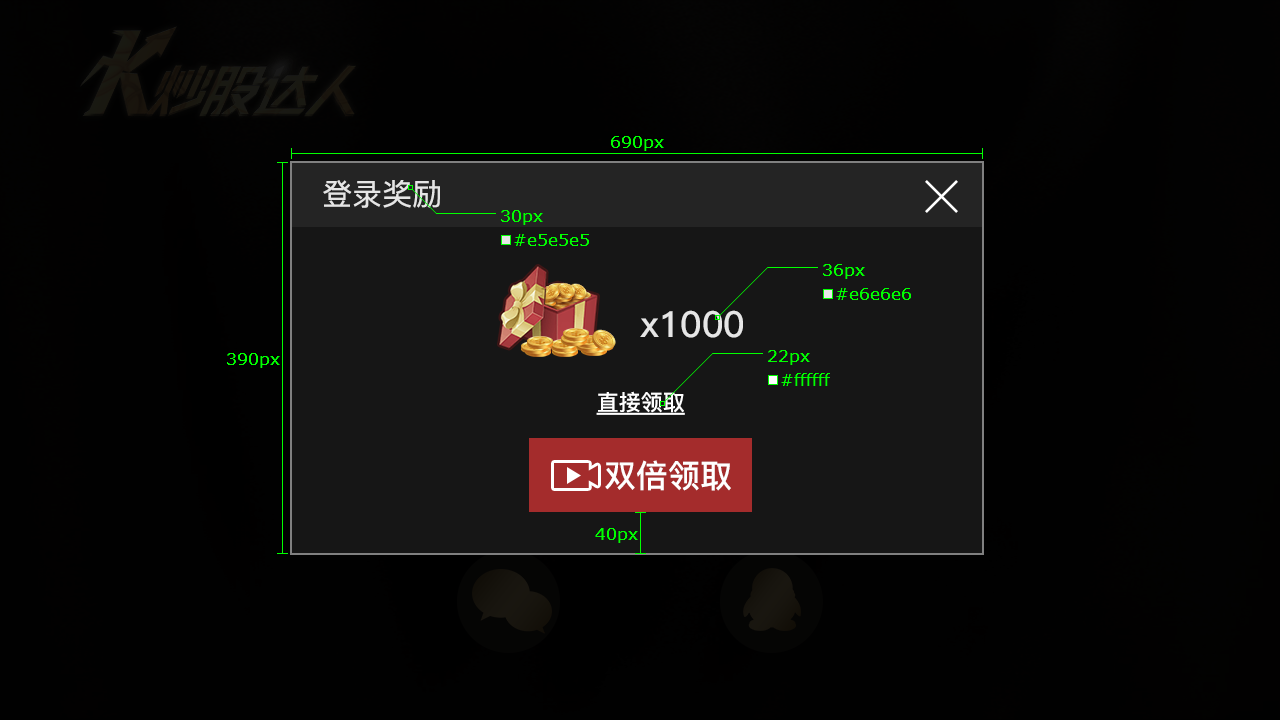 K炒股达人
690px
登录奖励
30px
#e5e5e5
36px
#e6e6e6
x1000
390px
22px
#ffffff
直接领取
双倍领取
40px